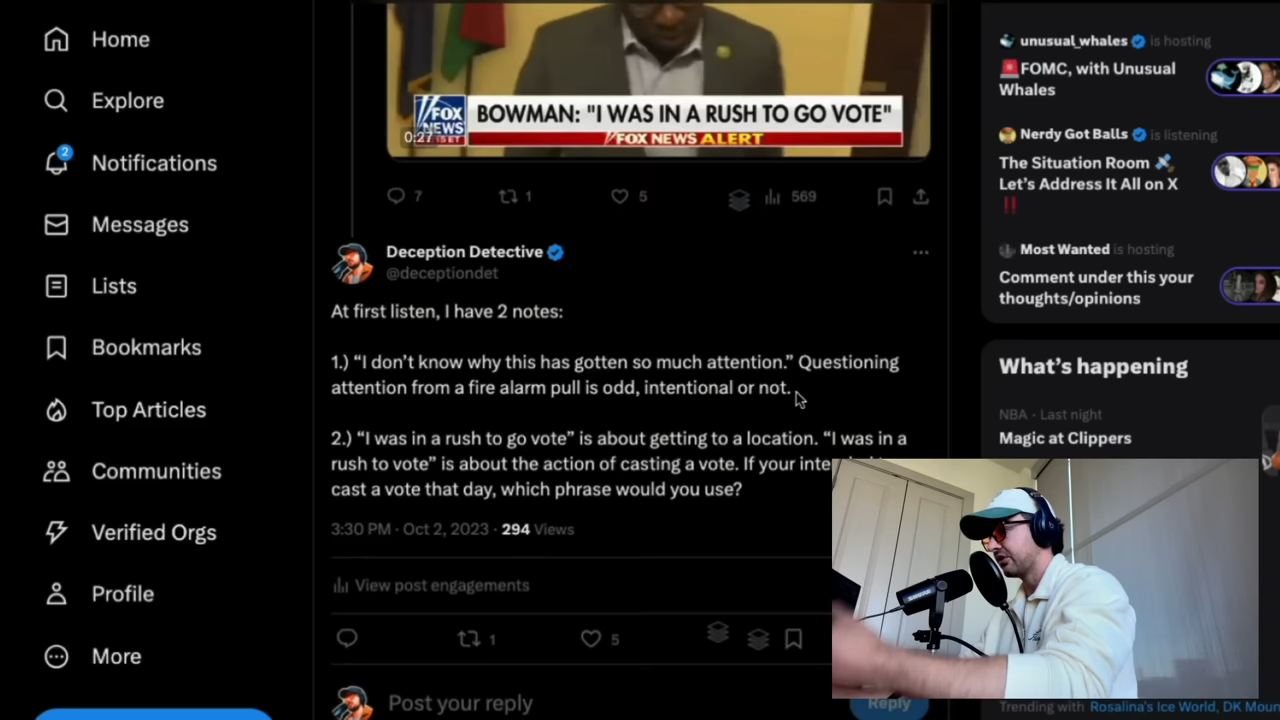 Home
Explore
2
Notifications
Messages
Lists
Bookmarks
Top Articles
Communities
Verified Orgs
Profile
More
FOX
NEWS
0:27
BOWMAN: "I WAS IN A RUSH TO GO VOTE"
FOX NEWS ALERT
7
1
5
569
Deception Detective
@deceptiondet
At first listen, I have 2 notes:
1.) “I don’t know why this has gotten so much attention.” Questioning
attention from a fire alarm pull is odd, intentional or not.
2.) “I was in a rush to go vote” is about getting to a location. “I was in a
rush to vote” is about the action of casting a vote. If your
cast a vote that day, which phrase would you use?
3:30 PM · Oct 2, 2023 · 294 Views
View post engagements
1
5
Post your reply
Reply
unusual_whales is hosting
FOMC, with Unusual
Whales
Nerdy Got Balls is listening
The Situation Room
Let’s Address It All on X
‼
Most Wanted is hosting
Comment under this your
thoughts/opinions
What’s happening
NBA · Last night
Magic at Clippers
SHURE
Trending with Rosalina's Ice World, DK Moun